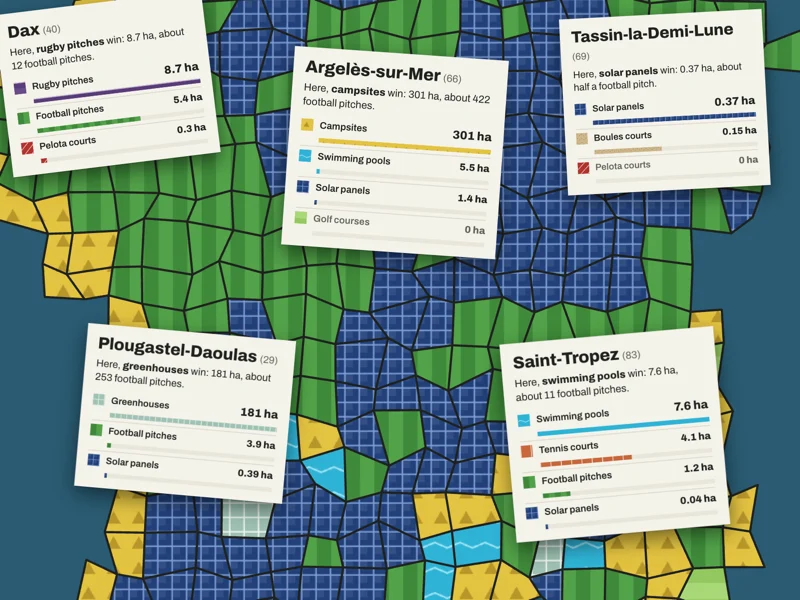 Dax (40)
Here, rugby pitches win: 8.7 ha, about
12 football pitches.
Rugby pitches 8.7 ha
Football pitches 5.4 ha
Pelota courts 0.3 ha
Argelès-sur-Mer (66)
Here, campsites win: 301 ha, about 422
football pitches.
Campsites 301 ha
Swimming pools 5.5 ha
Solar panels 1.4 ha
Golf courses 0 ha
Tassin-la-Demi-Lune
(69)
Here, solar panels win: 0.37 ha, about
half a football pitch.
Solar panels 0.37 ha
Boules courts 0.15 ha
Pelota courts 0 ha
Plougastel-Daoulas (29)
Here, greenhouses win: 181 ha, about
253 football pitches.
Greenhouses 181 ha
Football pitches 3.9 ha
Solar panels 0.39 ha
Saint-Tropez (83)
Here, swimming pools win: 7.6 ha,
about 11 football pitches.
Swimming pools 7.6 ha
Tennis courts 4.1 ha
Football pitches 1.2 ha
Solar panels 0.04 ha